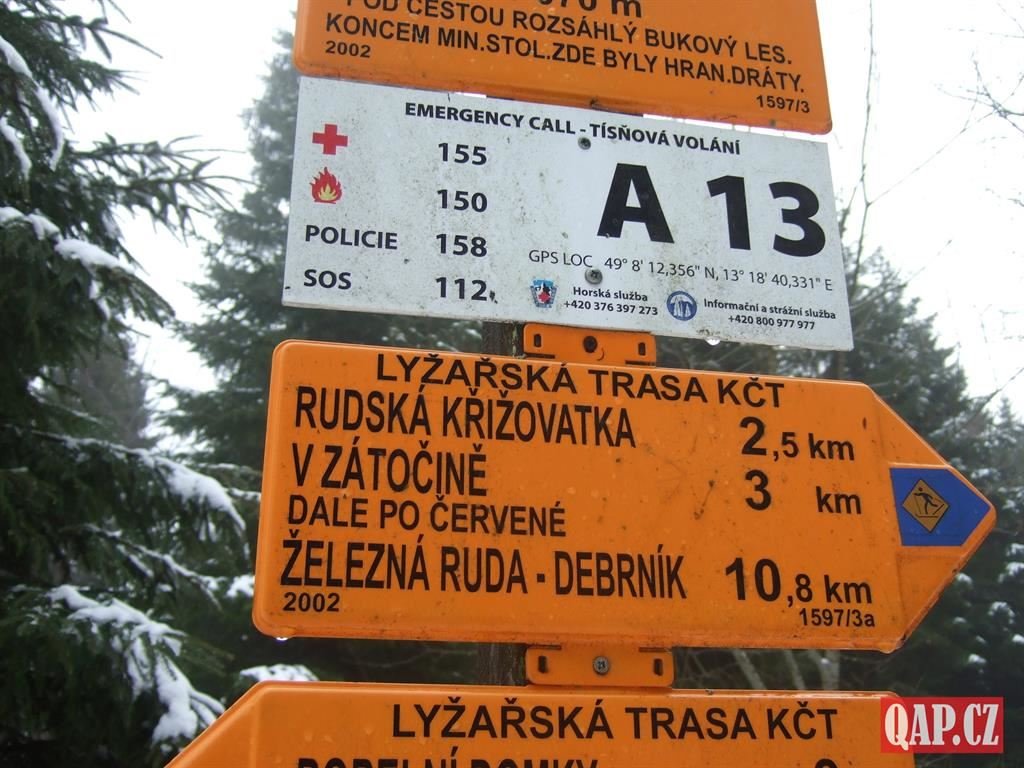 POD CESTOU ROZSÁHLÝ BUKOVÝ LES.
KONCEM MIN.STOL.ZDE BYLY HRAN.DRÁTY.
2002 1597/3
EMERGENCY CALL - TÍSŇOVÁ VOLÁNÍ
155
150
POLICIE 158
SOS 112
A 13
GPS LOC 49° 8' 12,356" N, 13° 18' 40,331" E
Horská služba
+420 376 397 273
Informační a strážní služba
+420 800 977 977
LYŽAŘSKÁ TRASA KČT
RUDSKÁ KŘIŽOVATKA 2,5 km
V ZÁTOČINĚ 3 km
DALE PO ČERVENÉ
ŽELEZNÁ RUDA - DEBRNÍK 10,8 km
2002 1597/3a
LYŽAŘSKÁ TRASA KČT
QAP.CZ